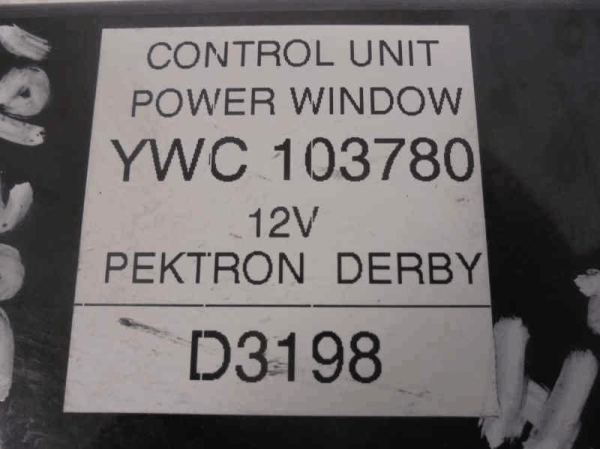 CONTROL UNIT
POWER WINDOW
YWC 103780
12V
PEKTRON DERBY
D3198